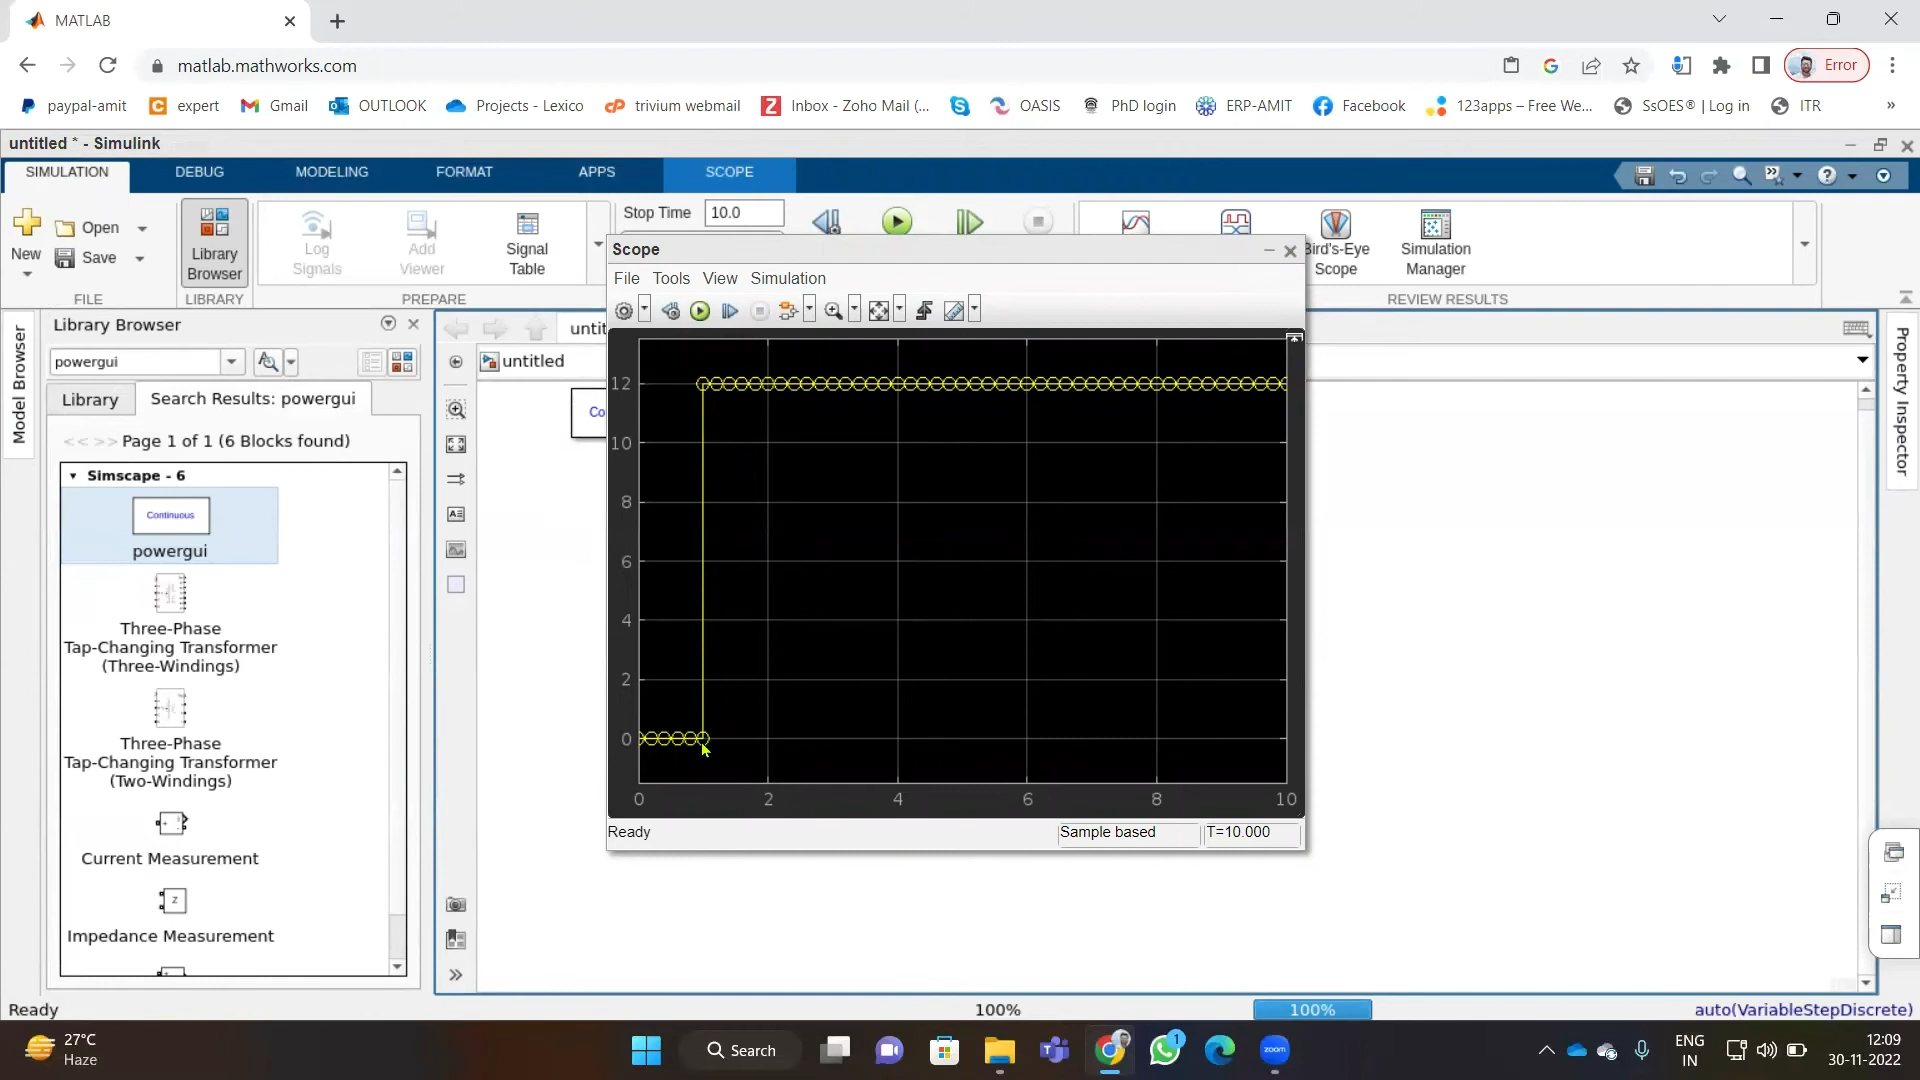 MATLAB
matlab.mathworks.com
Error
paypal-amit
expert
Gmail
OUTLOOK
Projects - Lexico
trivium webmail
Inbox - Zoho Mail (...
OASIS
PhD login
ERP-AMIT
Facebook
123apps – Free We...
SsOES® | Log in
ITR
»
untitled * - Simulink
SIMULATION
DEBUG
MODELING
FORMAT
APPS
SCOPE
New
Open
Save
FILE
Library
Browser
LIBRARY
Log
Signals
Add
Viewer
Signal
Table
PREPARE
Stop Time
10.0
Bird's-Eye
Scope
Simulation
Manager
REVIEW RESULTS
Scope
File
Tools
View
Simulation
Model Browser
Library Browser
powergui
Library
Search Results: powergui
<< >> Page 1 of 1 (6 Blocks found)
Simscape - 6
Continuous
powergui
Three-Phase
Tap-Changing Transformer
(Three-Windings)
Three-Phase
Tap-Changing Transformer
(Two-Windings)
Current Measurement
Z
Impedance Measurement
untit
untitled
Co
12
10
8
6
4
2
0
0
2
4
6
8
10
Ready
Sample based
T=10.000
Property Inspector
Ready
100%
100%
auto(VariableStepDiscrete)
27°C
Haze
Search
1
zoom
ENG
IN
12:09
30-11-2022